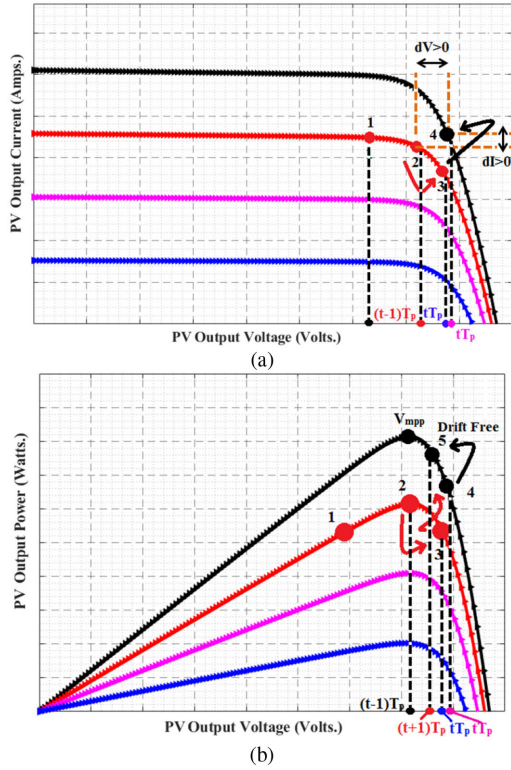 dV>0
PV Output Current (Amps.)
1
4
2
dI>0
3
(t-1)Tp tTp
PV Output Voltage (Volts.) tTp
(a)
Vmpp
Drift Free
5
PV Output Power (Watts.)
2
4
1
3
(t-1)Tp
PV Output Voltage (Volts.) (t+1)Tp tTp tTp
(b)